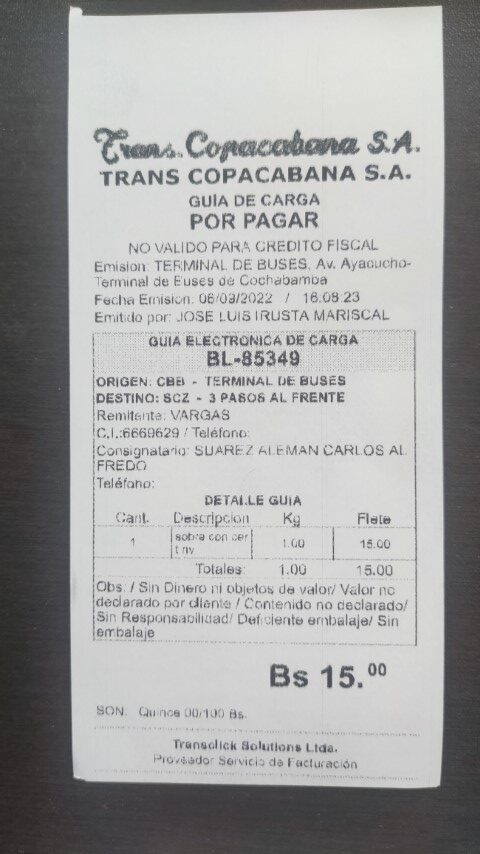 Trans. Copacabana S.A.
TRANS COPACABANA S.A.
GUIA DE CARGA
POR PAGAR
NO VALIDO PARA CREDITO FISCAL
Emision: TERMINAL DE BUSES, Av. Ayacucho-
Terminal de Buses de Cochabamba
Fecha Emision: 06/09/2022 / 16:08:23
Emitido por: JOSE LUIS IRUSTA MARISCAL
GUIA ELECTRONICA DE CARGA
BL-85349
ORIGEN: CBB - TERMINAL DE BUSES
DESTINO: SCZ - 3 PASOS AL FRENTE
Remitente: VARGAS
C.I.:6669629 / Teléfono:
Consignatario: SUAREZ ALEMAN CARLOS AL
FREDO
Teléfono:
DETALLE GUIA
Cant. Descripcion Kg Flete
1 sobre con cer 1.00 15.00
t nv
Totales: 1.00 15.00
Obs: / Sin Dinero ni objetos de valor/ Valor no
declarado por cliente / Contenido no declarado/
Sin Responsabilidad/ Deficiente embalaje/ Sin
embalaje
Bs 15.00
SON: Quince 00/100 Bs.
Transclick Solutions Ltda.
Proveedor Servicio de Facturación